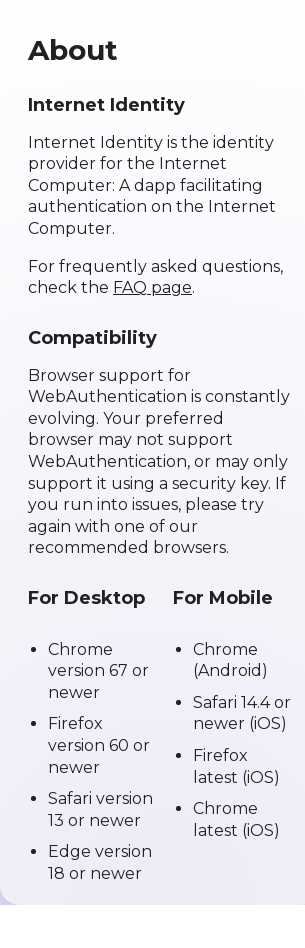 About
Internet Identity
Internet Identity is the identity
provider for the Internet
Computer: A dapp facilitating
authentication on the Internet
Computer.
For frequently asked questions,
check the FAQ page.
Compatibility
Browser support for
WebAuthentication is constantly
evolving. Your preferred
browser may not support
WebAuthentication, or may only
support it using a security key. If
you run into issues, please try
again with one of our
recommended browsers.
For Desktop
• Chrome
version 67 or
newer
• Firefox
version 60 or
newer
• Safari version
13 or newer
• Edge version
18 or newer
For Mobile
• Chrome
(Android)
• Safari 14.4 or
newer (iOS)
• Firefox
latest (iOS)
• Chrome
latest (iOS)